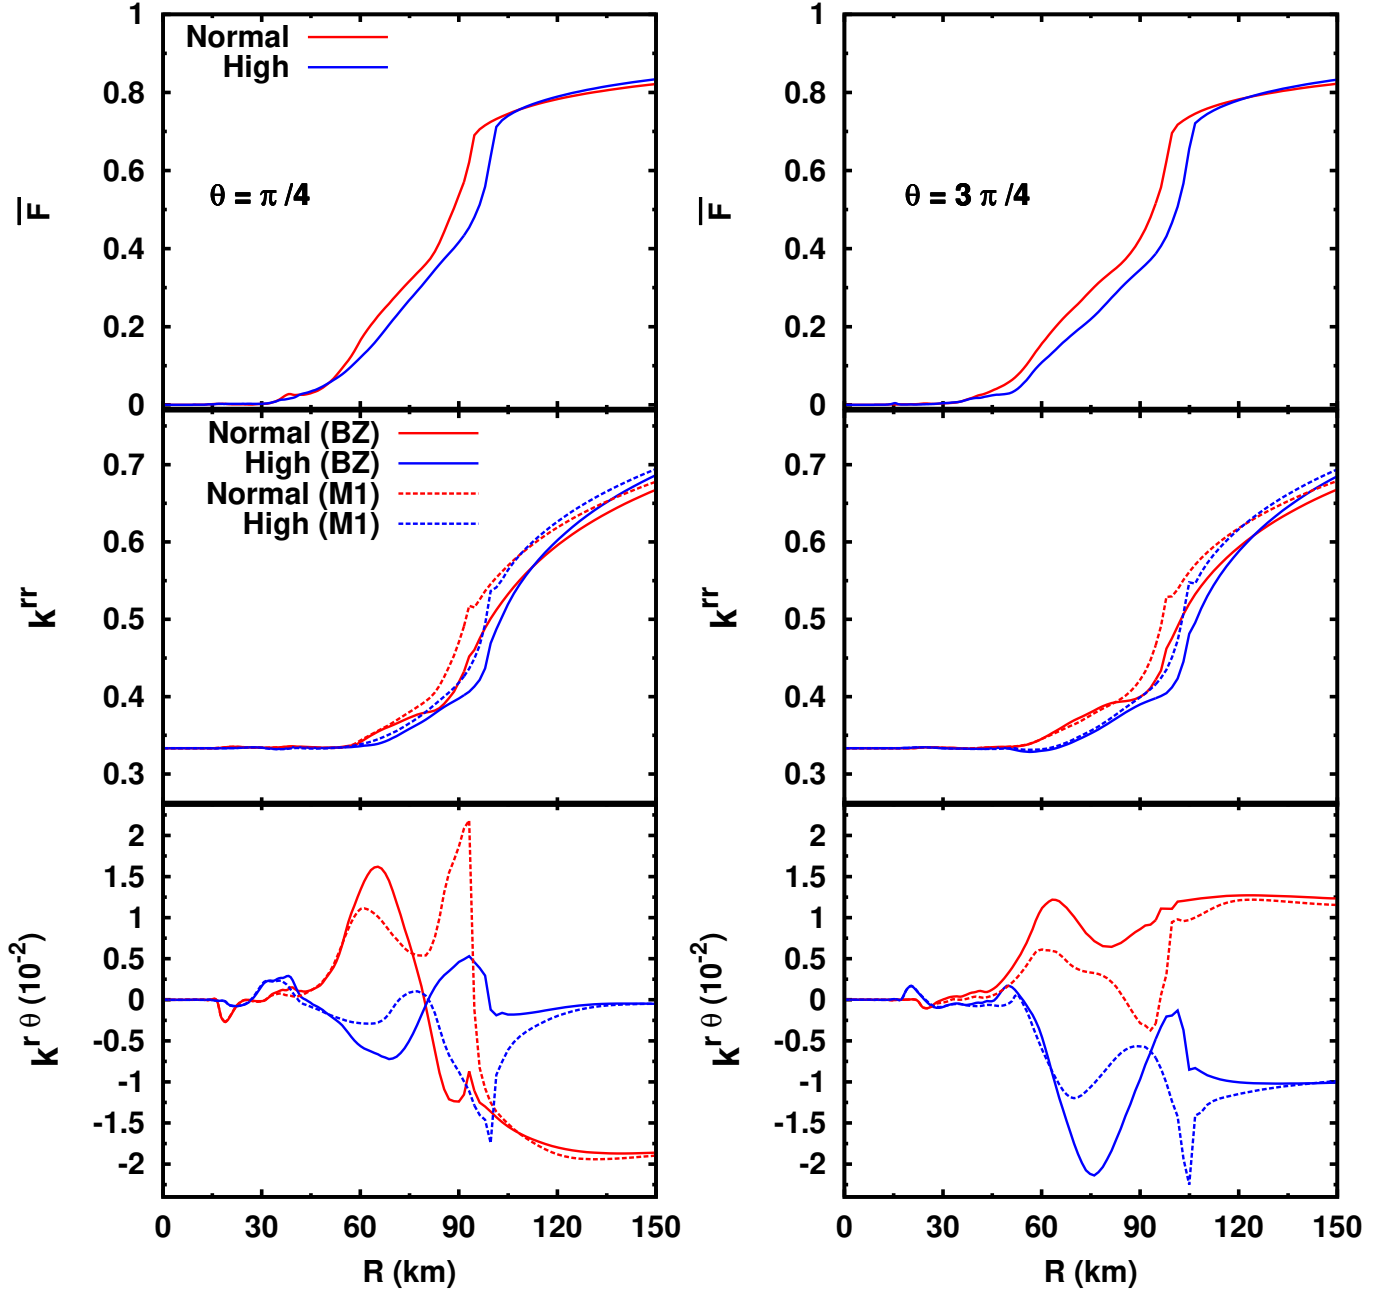 1
0.8
0.6
0.4
0.2
0
F
Normal
High
θ = π /4
0.7
0.6
0.5
0.4
0.3
k^rr
Normal (BZ)
High (BZ)
Normal (M1)
High (M1)
2
1.5
1
0.5
0
-0.5
-1
-1.5
-2
k^r θ (10^-2)
0 30 60 90 120 150
R (km)
1
0.8
0.6
0.4
0.2
0
F
θ = 3 π /4
0.7
0.6
0.5
0.4
0.3
k^rr
2
1.5
1
0.5
0
-0.5
-1
-1.5
-2
k^r θ (10^-2)
0 30 60 90 120 150
R (km)